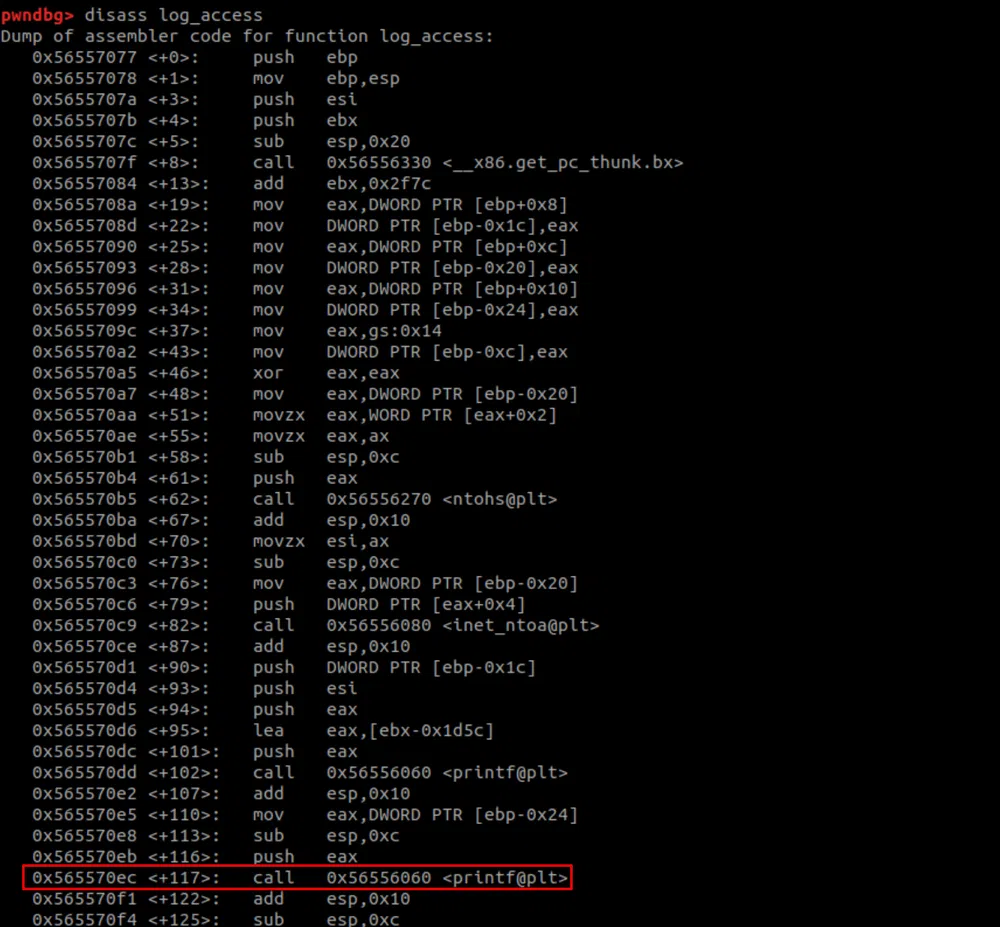 pwndbg> disass log_access
Dump of assembler code for function log_access:
0x56557077 <+0>: push ebp
0x56557078 <+1>: mov ebp,esp
0x5655707a <+3>: push esi
0x5655707b <+4>: push ebx
0x5655707c <+5>: sub esp,0x20
0x5655707f <+8>: call 0x56556330 <__x86.get_pc_thunk.bx>
0x56557084 <+13>: add ebx,0x2f7c
0x5655708a <+19>: mov eax,DWORD PTR [ebp+0x8]
0x5655708d <+22>: mov DWORD PTR [ebp-0x1c],eax
0x56557090 <+25>: mov eax,DWORD PTR [ebp+0xc]
0x56557093 <+28>: mov DWORD PTR [ebp-0x20],eax
0x56557096 <+31>: mov eax,DWORD PTR [ebp+0x10]
0x56557099 <+34>: mov DWORD PTR [ebp-0x24],eax
0x5655709c <+37>: mov eax,gs:0x14
0x565570a2 <+43>: mov DWORD PTR [ebp-0xc],eax
0x565570a5 <+46>: xor eax,eax
0x565570a7 <+48>: mov eax,DWORD PTR [ebp-0x20]
0x565570aa <+51>: movzx eax,WORD PTR [eax+0x2]
0x565570ae <+55>: movzx eax,ax
0x565570b1 <+58>: sub esp,0xc
0x565570b4 <+61>: push eax
0x565570b5 <+62>: call 0x56556270 <ntohs@plt>
0x565570ba <+67>: add esp,0x10
0x565570bd <+70>: movzx esi,ax
0x565570c0 <+73>: sub esp,0xc
0x565570c3 <+76>: mov eax,DWORD PTR [ebp-0x20]
0x565570c6 <+79>: push DWORD PTR [eax+0x4]
0x565570c9 <+82>: call 0x56556080 <inet_ntoa@plt>
0x565570ce <+87>: add esp,0x10
0x565570d1 <+90>: push DWORD PTR [ebp-0x1c]
0x565570d4 <+93>: push esi
0x565570d5 <+94>: push eax
0x565570d6 <+95>: lea eax,[ebx-0x1d5c]
0x565570dc <+101>: push eax
0x565570dd <+102>: call 0x56556060 <printf@plt>
0x565570e2 <+107>: add esp,0x10
0x565570e5 <+110>: mov eax,DWORD PTR [ebp-0x24]
0x565570e8 <+113>: sub esp,0xc
0x565570eb <+116>: push eax
0x565570ec <+117>: call 0x56556060 <printf@plt>
0x565570f1 <+122>: add esp,0x10
0x565570f4 <+125>: sub esp,0xc